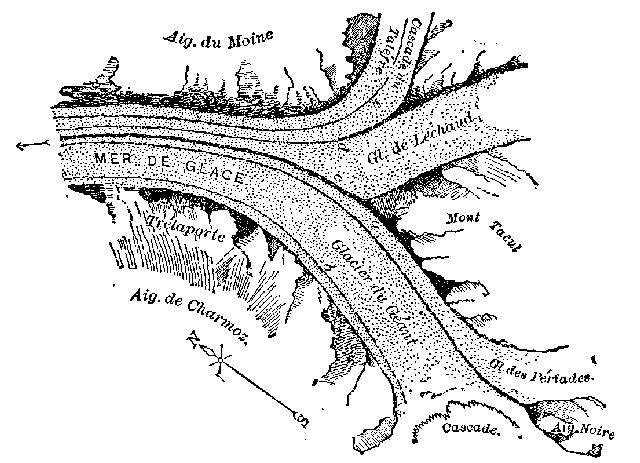 Aig. du Moine
Cascade du
Talèfre
Gl. de Léchaud.
MER DE GLACE
Mont Tacul
Trélaporte
Glacier du Géant
Aig. de Charmoz.
N
S
Gl. des Périades.
Cascade.
Aig. Noire